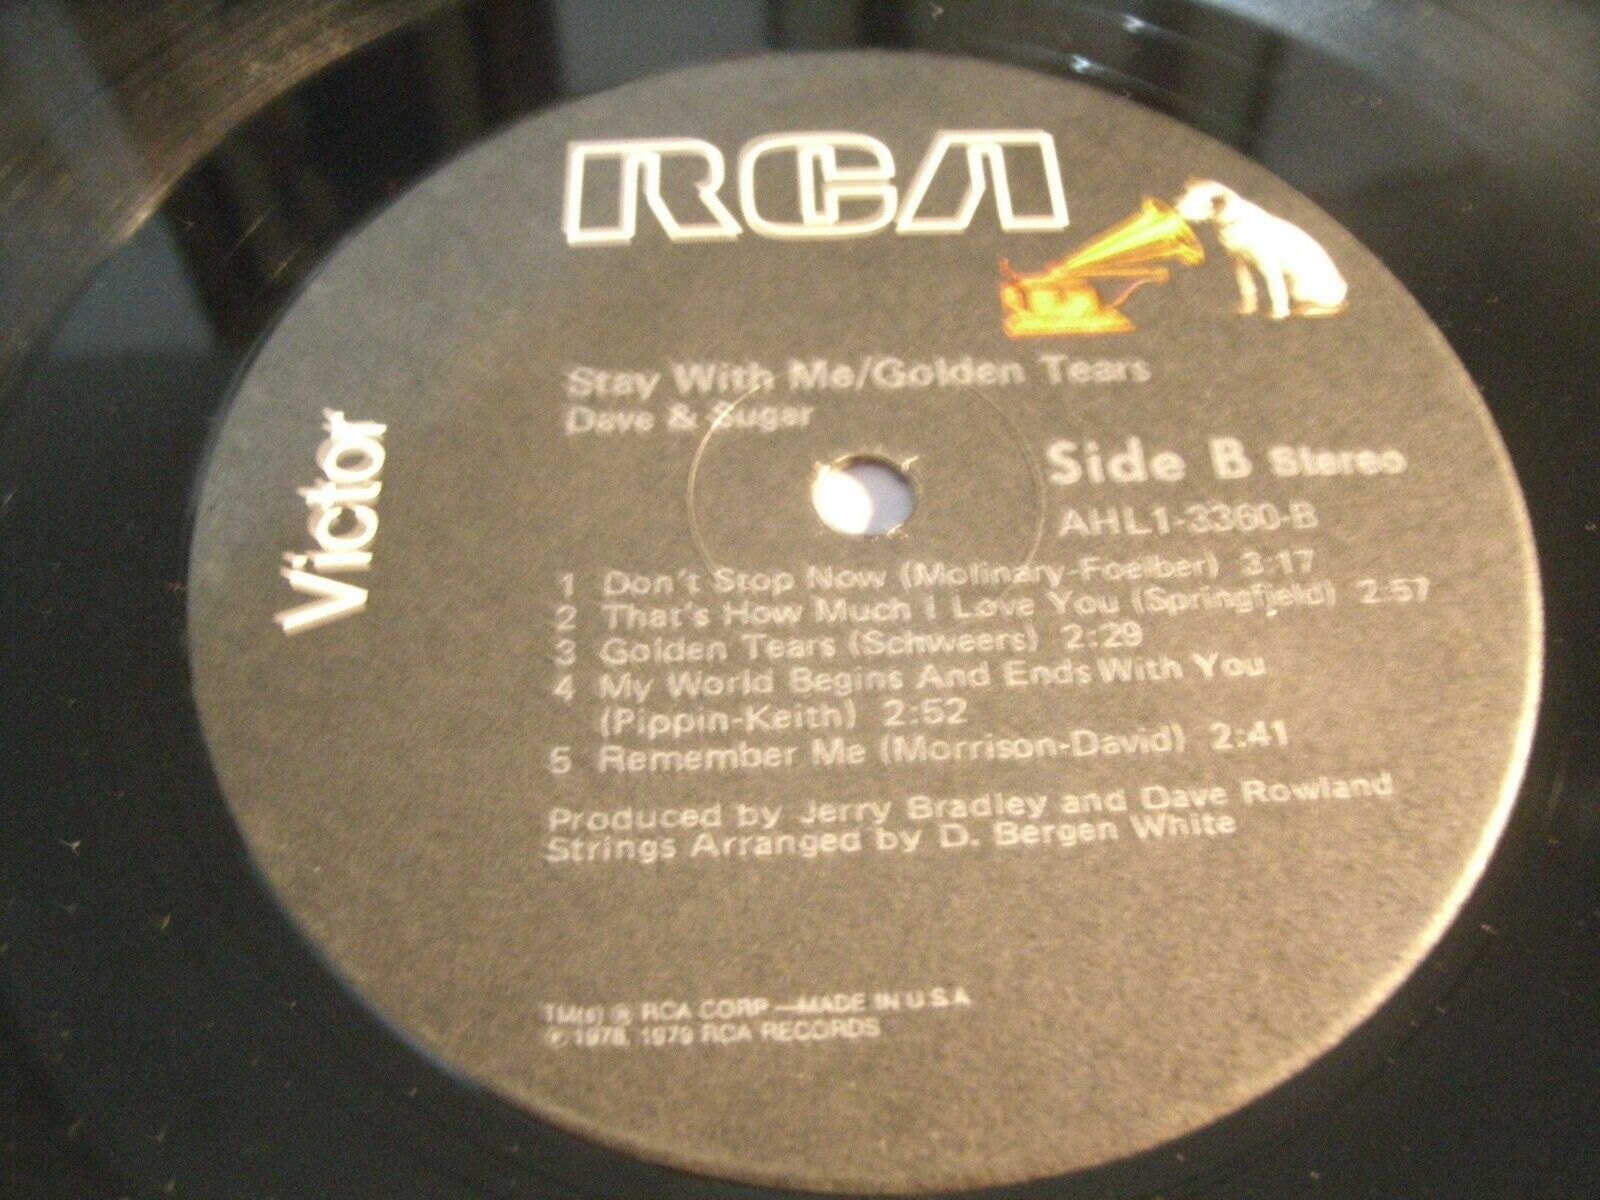 RCA
Victor
Stay With Me/Golden Tears
Dave & Sugar
Side B Stereo
AHL1-3360-B
1 Don't Stop Now (Molinary-Foelber) 3:17
2 That's How Much I Love You (Springfield) 2:57
3 Golden Tears (Schweers) 2:29
4 My World Begins And Ends With You
(Pippin-Keith) 2:52
5 Remember Me (Morrison-David) 2:41
Produced by Jerry Bradley and Dave Rowland
Strings Arranged by D. Bergen White
TM(s) ® RCA CORP—MADE IN U.S.A
℗1978, 1979 RCA RECORDS